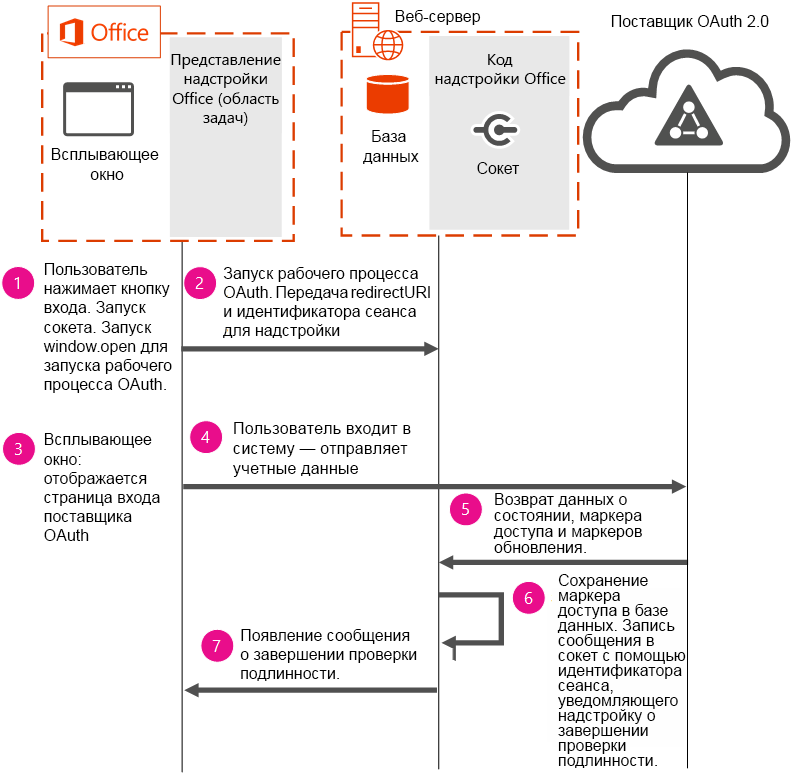 Office
Всплывающее
окно
Представление
надстройки
Office (область
задач)
Веб-сервер
База
данных
Код
надстройки Office
Сокет
Поставщик OAuth 2.0
1
Пользователь
нажимает кнопку
входа. Запуск
сокета. Запуск
window.open для
запуска рабочего
процесса OAuth.
2
Запуск рабочего процесса
OAuth. Передача redirectURI
и идентификатора сеанса
для надстройки
3
Всплывающее
окно:
отображается
страница входа
поставщика
OAuth
4
Пользователь входит в
систему — отправляет
учетные данные
5
Возврат данных о
состоянии, маркера
доступа и маркеров
обновления.
6
Сохранение
маркера
доступа в базе
данных. Запись
сообщения в
сокет с помощью
идентификатора
сеанса,
уведомляющего
надстройку о
завершении
проверки
подлинности.
7
Появление сообщения
о завершении проверки
подлинности.